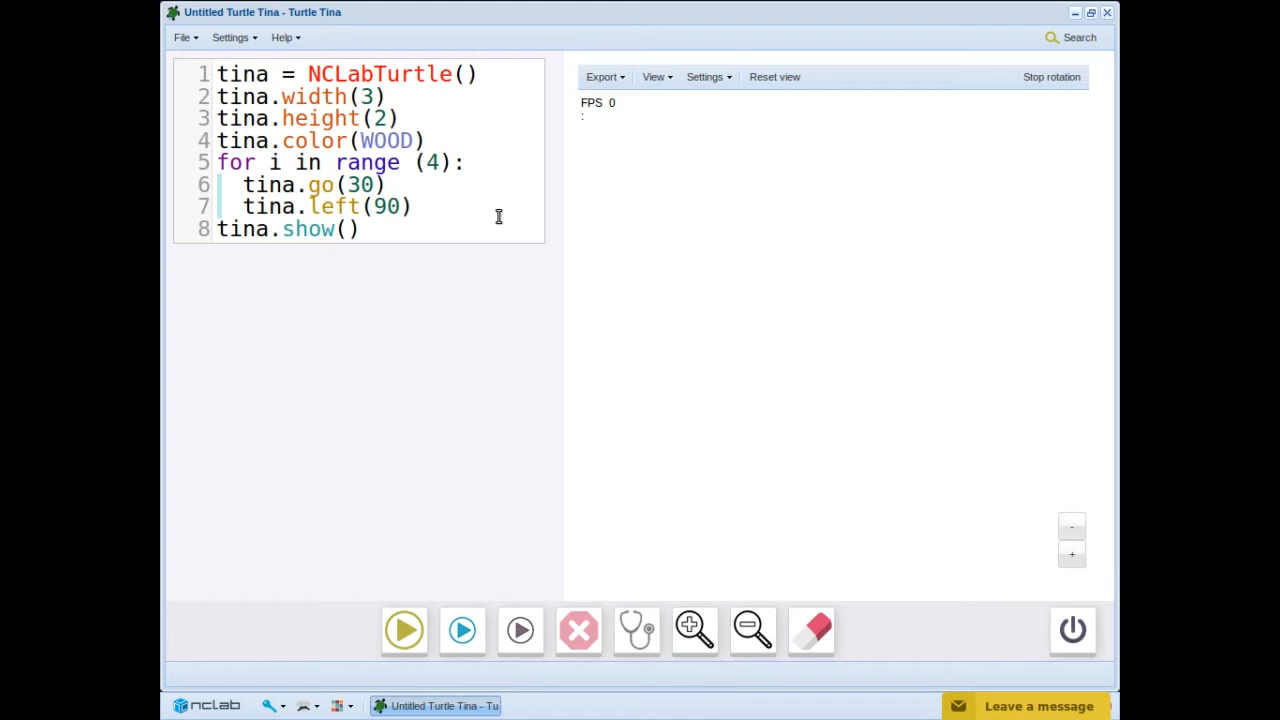 Untitled Turtle Tina - Turtle Tina
File Settings Help Search
1 tina = NCLabTurtle()
2 tina.width(3)
3 tina.height(2)
4 tina.color(WOOD)
5 for i in range (4):
6 tina.go(30)
7 tina.left(90)
8 tina.show()
Export View Settings Reset view Stop rotation
FPS 0
:
-
+
nclab Untitled Turtle Tina - Tu Leave a message